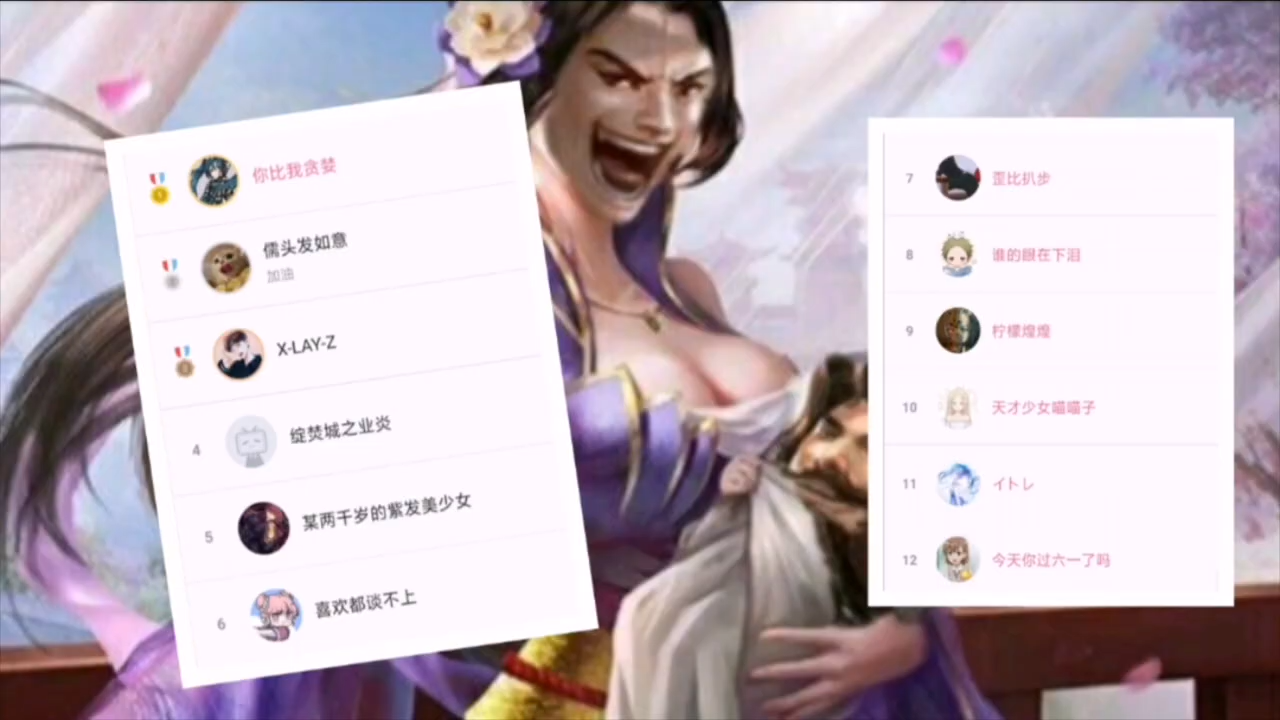 你比我贪婪
儒头发如意
加油
X-LAY-Z
4
绽焚城之业炎
5
某两千岁的紫发美少女
6
喜欢都谈不上
7
歪比扒步
8
谁的眼在下泪
9
柠檬煌煌
10
天才少女喵喵子
11
イトレ
12
今天你过六一了吗